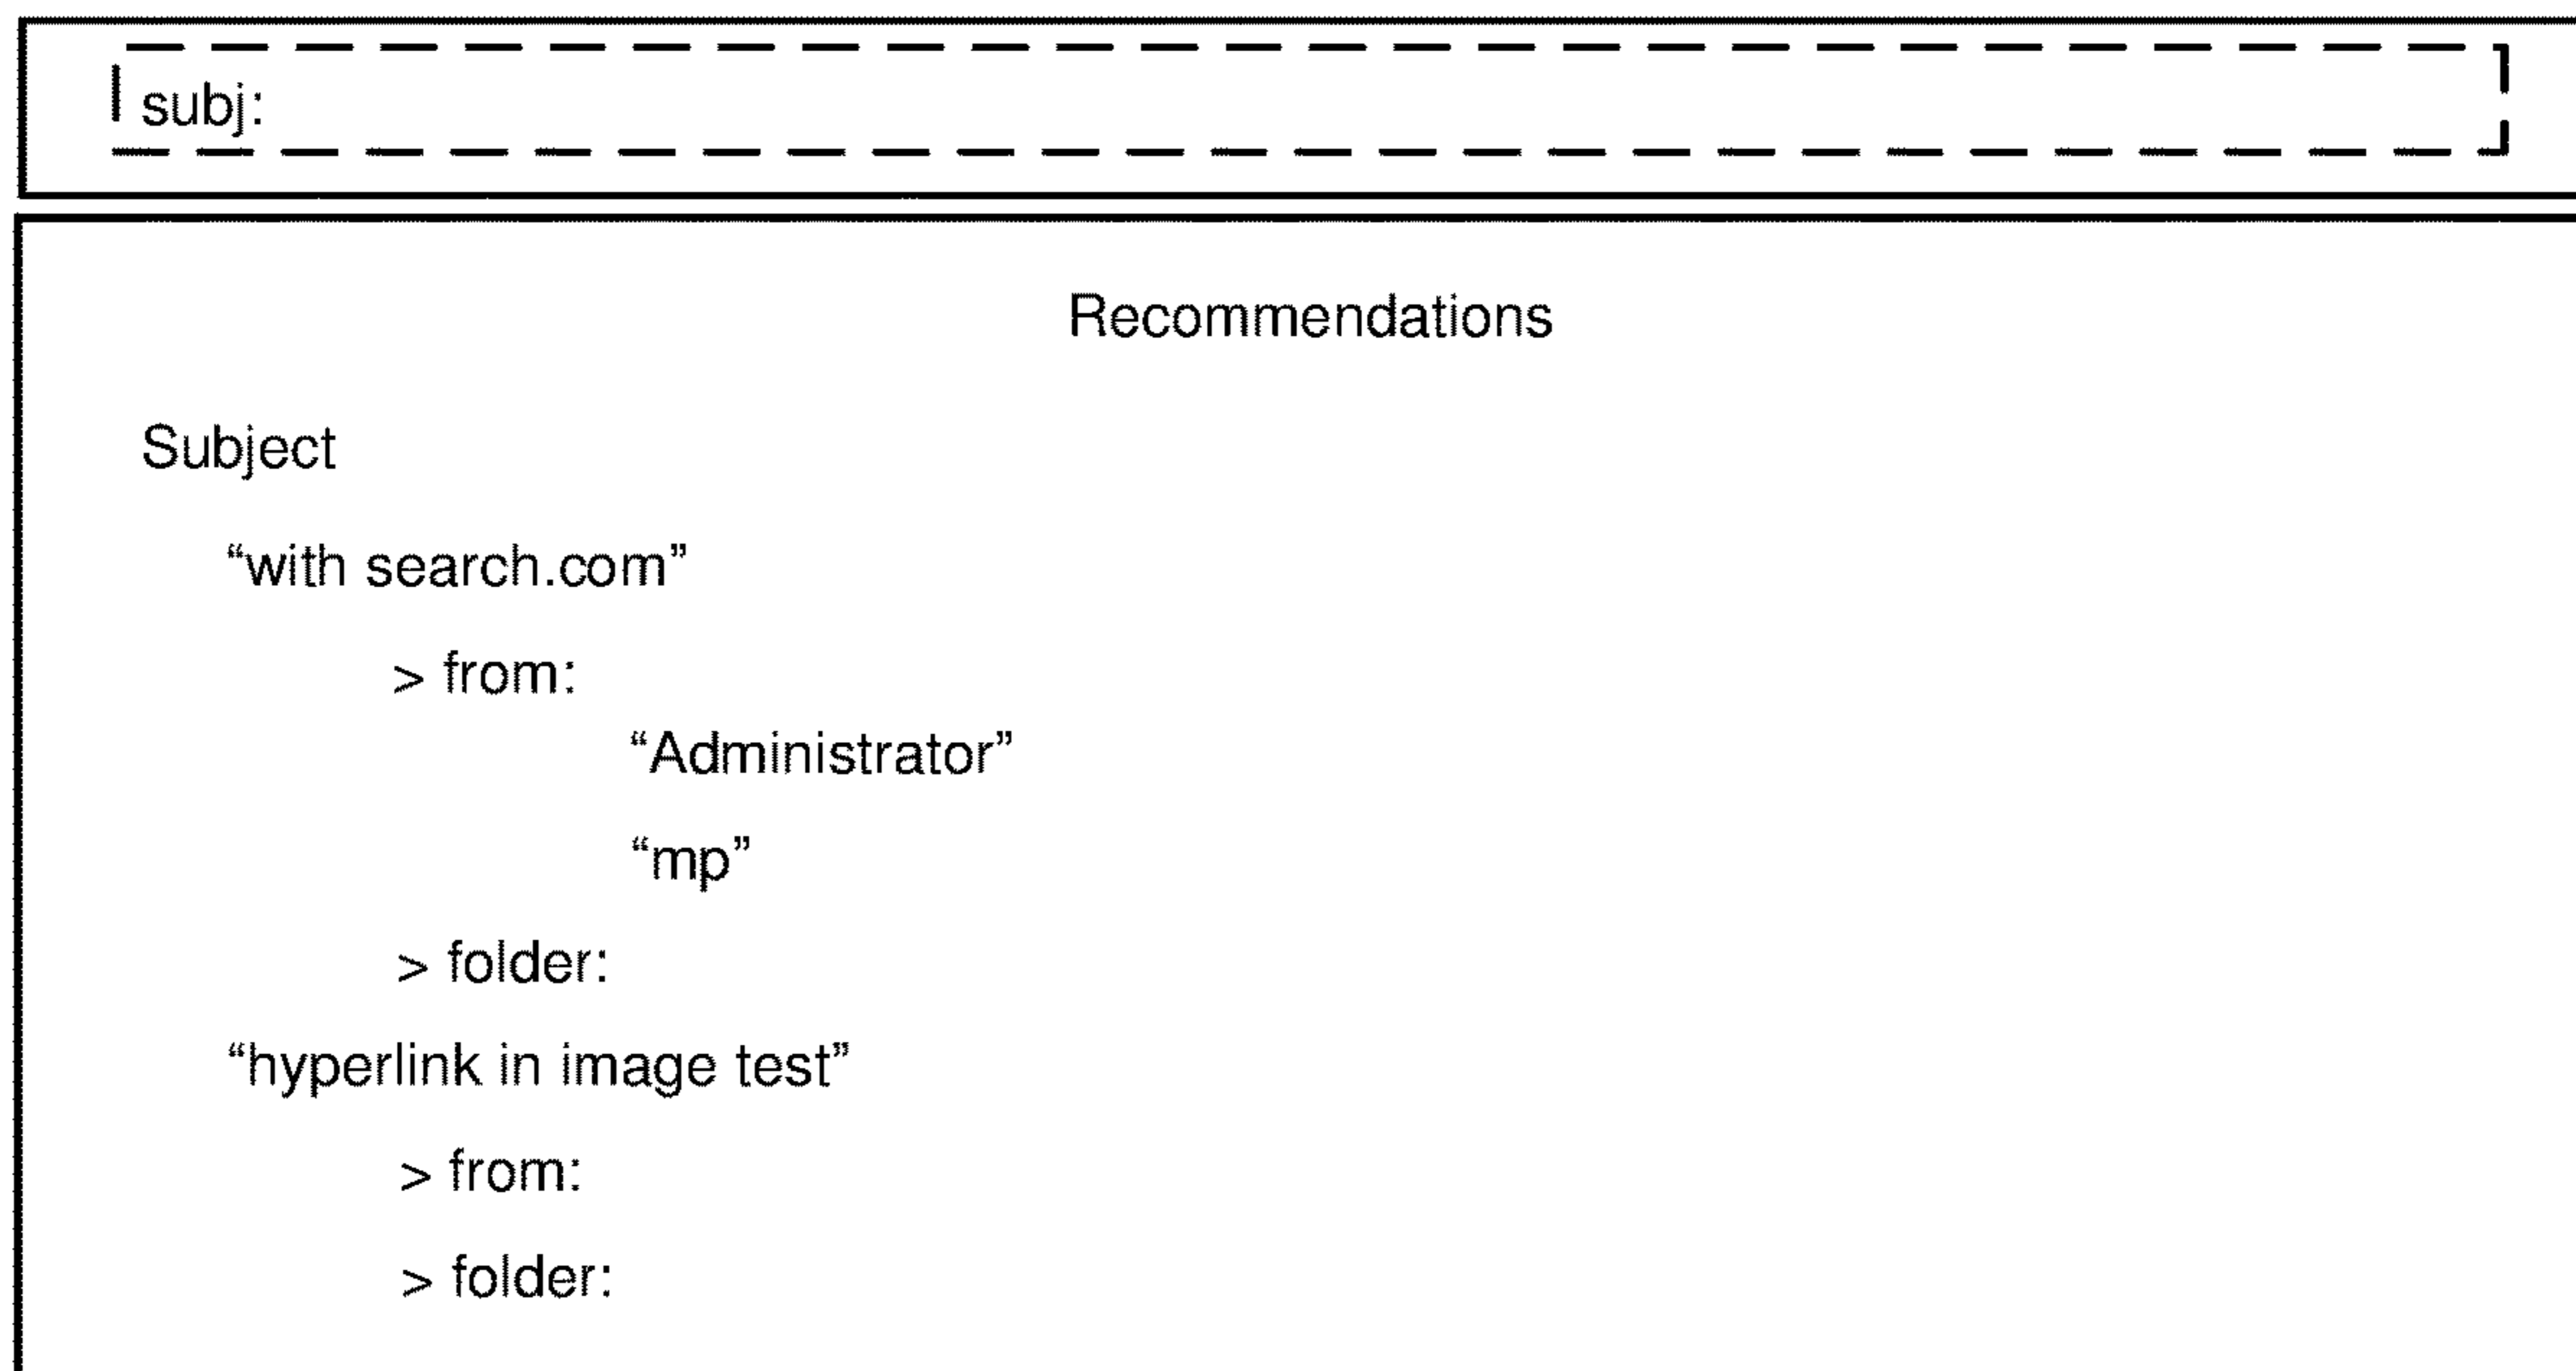 subj:
Recommendations
Subject
“with search.com”
> from:
“Administrator”
“mp”
> folder:
“hyperlink in image test”
> from:
> folder: